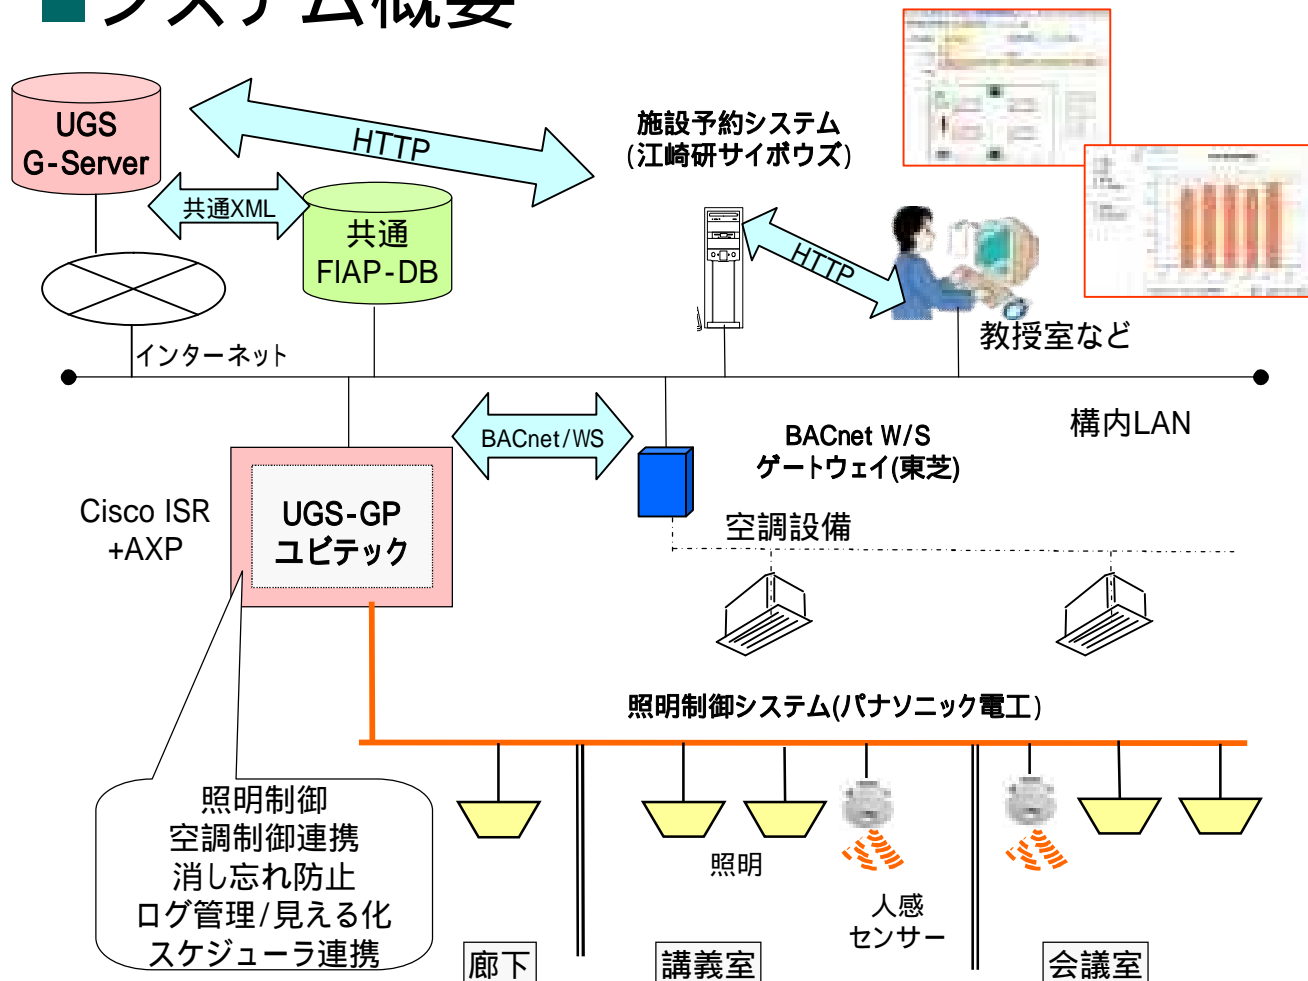 ■システム概要
UGS
G-Server
HTTP
施設予約システム
(江崎研サイボウズ)
共通XML
共通
FIAP-DB
HTTP
インターネット
教授室など
構内LAN
BACnet/WS
BACnet W/S
ゲートウェイ(東芝)
Cisco ISR
+AXP
UGS-GP
ユビテック
空調設備
照明制御システム(パナソニック電工)
照明制御
空調制御連携
消し忘れ防止
ログ管理/見える化
スケジューラ連携
照明
人感
センサー
廊下
講義室
会議室